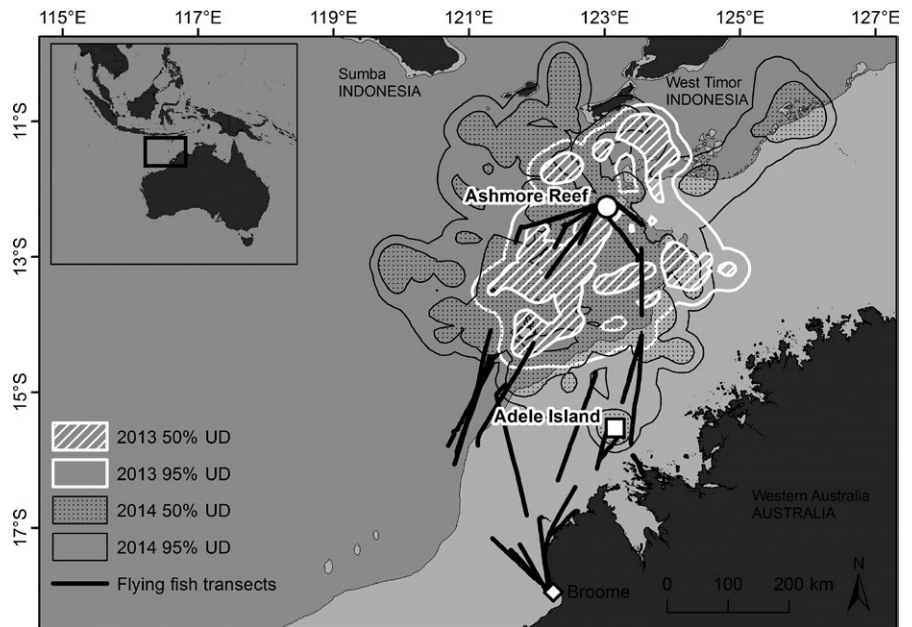 115°E 117°E 119°E 121°E 123°E 125°E 127°E
Sumba
INDONESIA
West Timor
INDONESIA
11°S
Ashmore Reef
13°S
15°S
Adele Island
2013 50% UD
2013 95% UD
2014 50% UD
2014 95% UD
Flying fish transects
17°S
Western Australia
AUSTRALIA
N
0 100 200 km
Broome